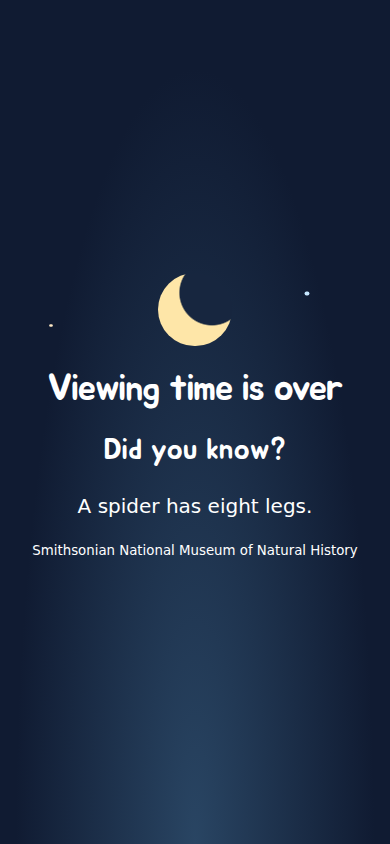 Viewing time is over
Did you know?
A spider has eight legs.
Smithsonian National Museum of Natural History